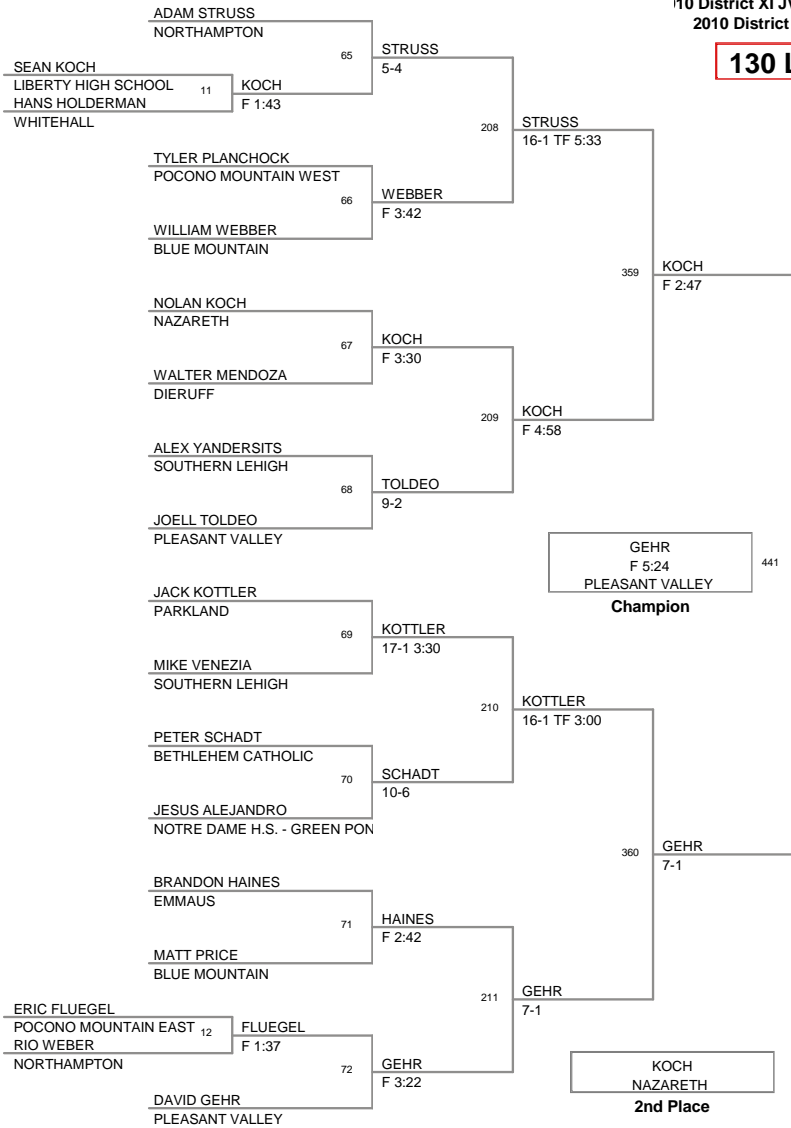 10 District XI JV
2010 District
130 L
ADAM STRUSS
NORTHAMPTON
65
STRUSS
5-4
SEAN KOCH
LIBERTY HIGH SCHOOL
11
HANS HOLDERMAN
WHITEHALL
KOCH
F 1:43
208
STRUSS
16-1 TF 5:33
TYLER PLANCHOCK
POCONO MOUNTAIN WEST
66
WEBBER
F 3:42
WILLIAM WEBBER
BLUE MOUNTAIN
359
KOCH
F 2:47
NOLAN KOCH
NAZARETH
67
KOCH
F 3:30
WALTER MENDOZA
DIERUFF
209
KOCH
F 4:58
ALEX YANDERSITS
SOUTHERN LEHIGH
68
TOLDEO
9-2
JOELL TOLDEO
PLEASANT VALLEY
GEHR
F 5:24
PLEASANT VALLEY
441
Champion
JACK KOTTLER
PARKLAND
69
KOTTLER
17-1 3:30
MIKE VENEZIA
SOUTHERN LEHIGH
210
KOTTLER
16-1 TF 3:00
PETER SCHADT
BETHLEHEM CATHOLIC
70
SCHADT
10-6
JESUS ALEJANDRO
NOTRE DAME H.S. - GREEN PON
360
GEHR
7-1
BRANDON HAINES
EMMAUS
71
HAINES
F 2:42
MATT PRICE
BLUE MOUNTAIN
211
GEHR
7-1
ERIC FLUEGEL
POCONO MOUNTAIN EAST
12
RIO WEBER
NORTHAMPTON
FLUEGEL
F 1:37
72
GEHR
F 3:22
DAVID GEHR
PLEASANT VALLEY
KOCH
NAZARETH
2nd Place